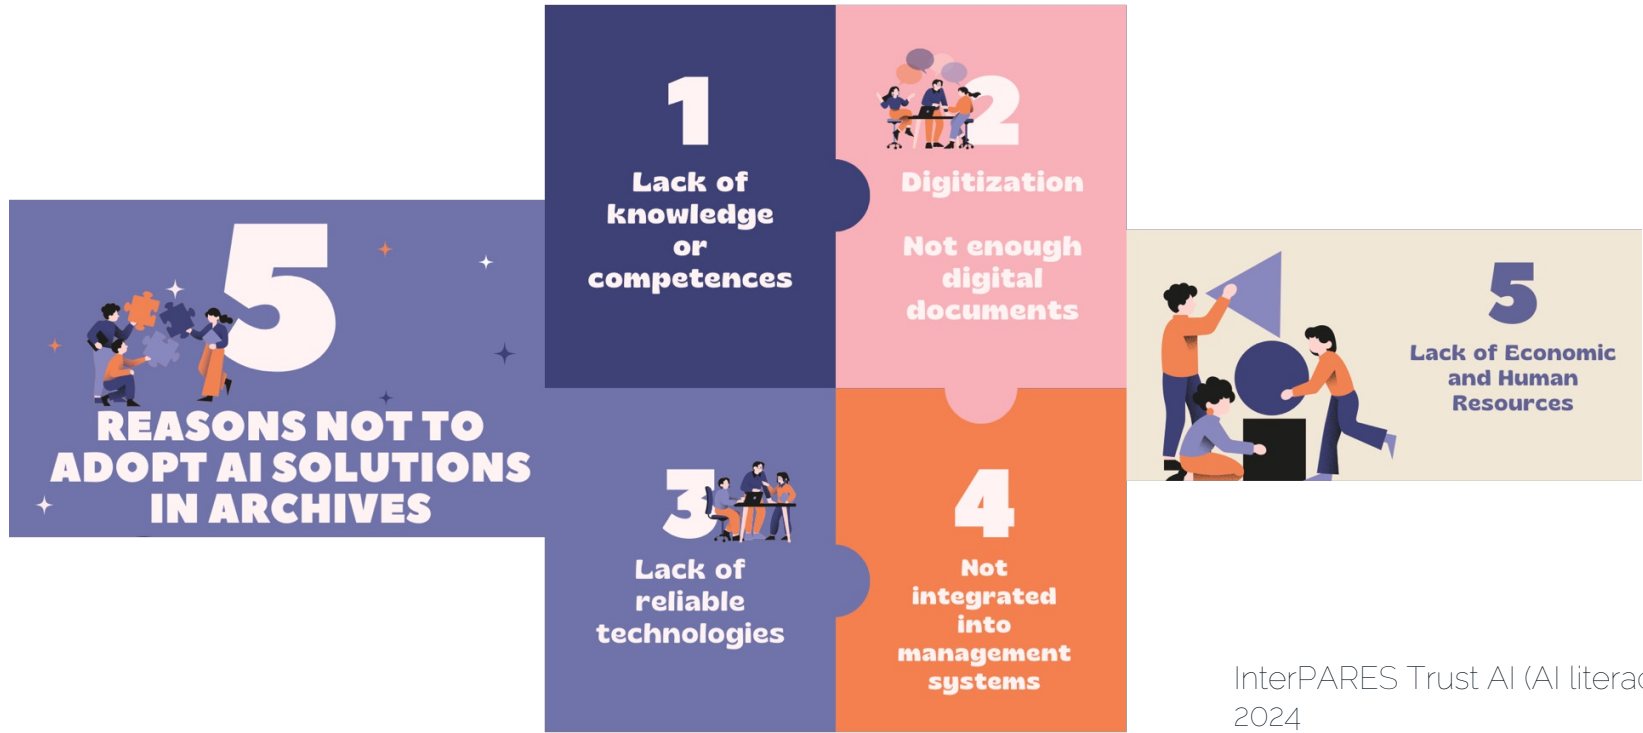 5
REASONS NOT TO
ADOPT AI SOLUTIONS
IN ARCHIVES
1
Lack of
knowledge
or
competences
2
Digitization
Not enough
digital
documents
3
Lack of
reliable
technologies
4
Not
integrated
into
management
systems
5
Lack of Economic
and Human
Resources
InterPARES Trust AI (AI
2024